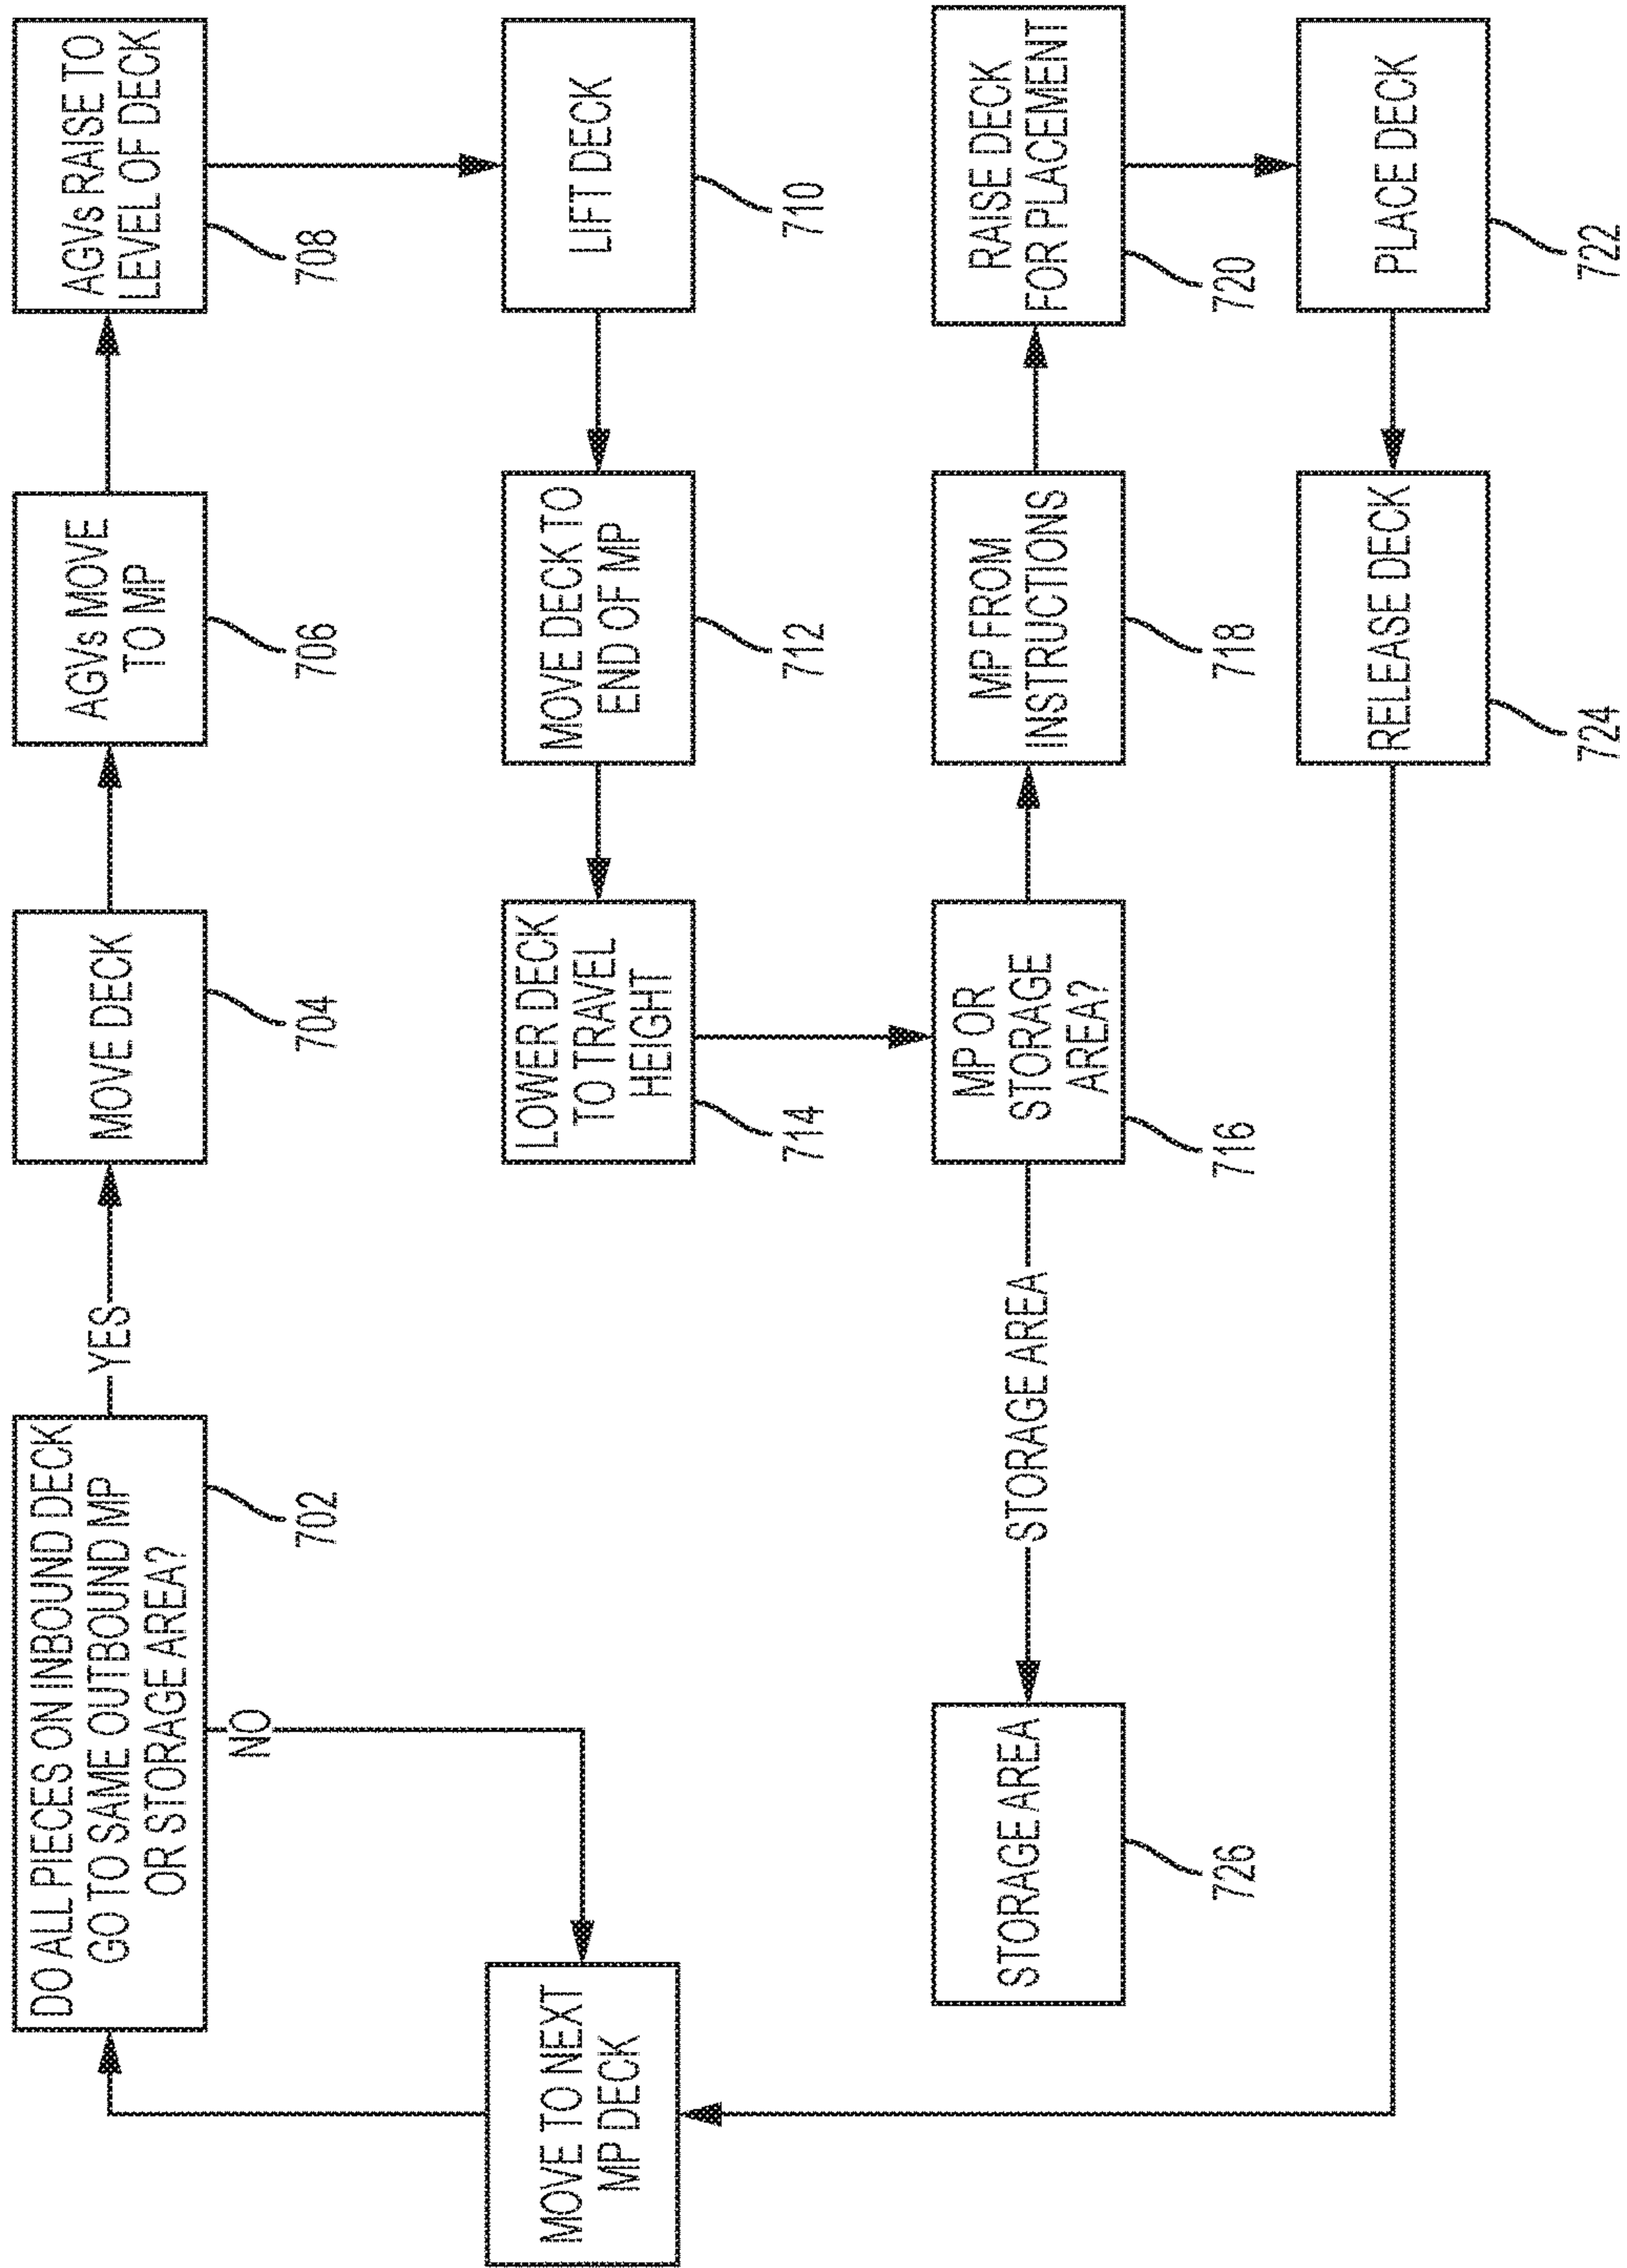 DO ALL PIECES ON INBOUND DECK
GO TO SAME OUTBOUND MP
OR STORAGE AREA?
702
YES
NO
MOVE DECK
704
AGVs MOVE
TO MP
706
AGVs RAISE TO
LEVEL OF DECK
708
MOVE TO NEXT
MP DECK
LOWER DECK
TO TRAVEL
HEIGHT
714
MOVE DECK TO
END OF MP
712
LIFT DECK
710
STORAGE AREA
726
STORAGE AREA
MP OR
STORAGE
AREA?
716
MP FROM
INSTRUCTIONS
718
RAISE DECK
FOR PLACEMENT
720
RELEASE DECK
724
PLACE DECK
722